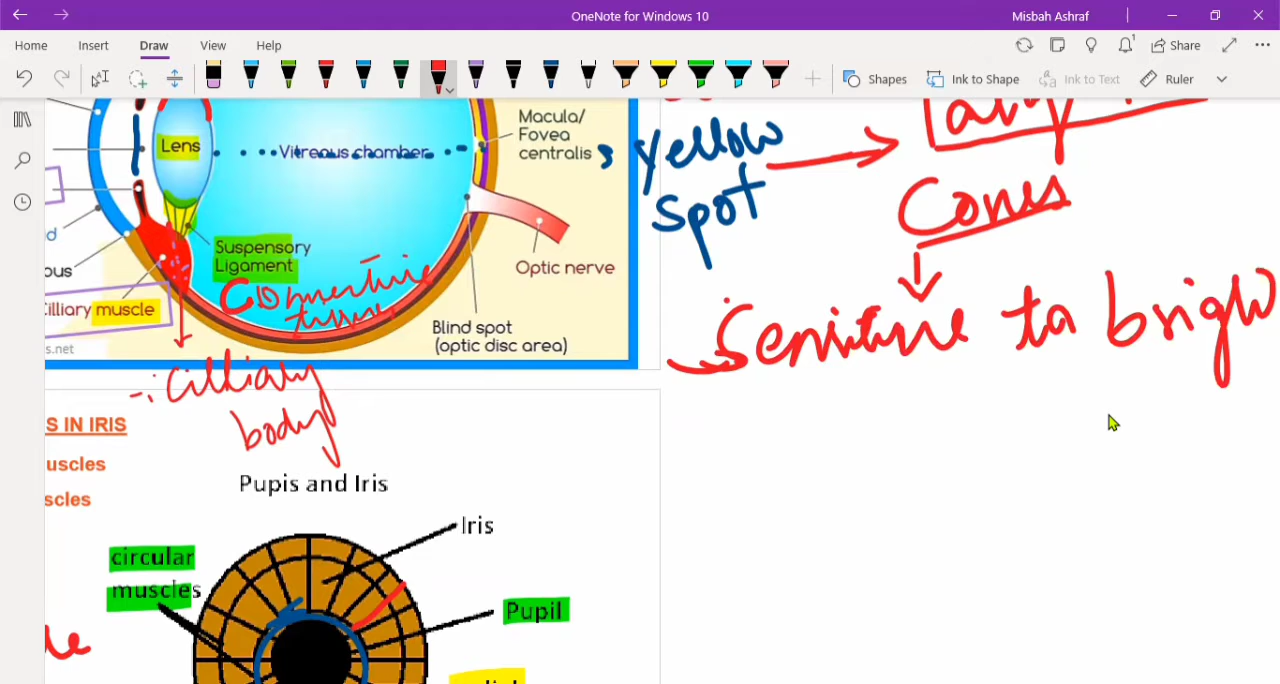 OneNote for Windows 10
Misbah Ashraf
Home
Insert
Draw
View
Help
Share
Shapes
Ink to Shape
Ink to Text
Ruler
Macula/
Fovea
centralis
Lens
Vitreous chamber
Suspensory
Ligament
Optic nerve
Cilliary muscle
Blind spot
(optic disc area)
s.net
ous
d
Yellow
spot
Cones
Sensitive to brigh
Connective
tissue
Cilliary
body
S IN IRIS
uscles
scles
Pupis and Iris
Iris
circular
muscles
Pupil
le